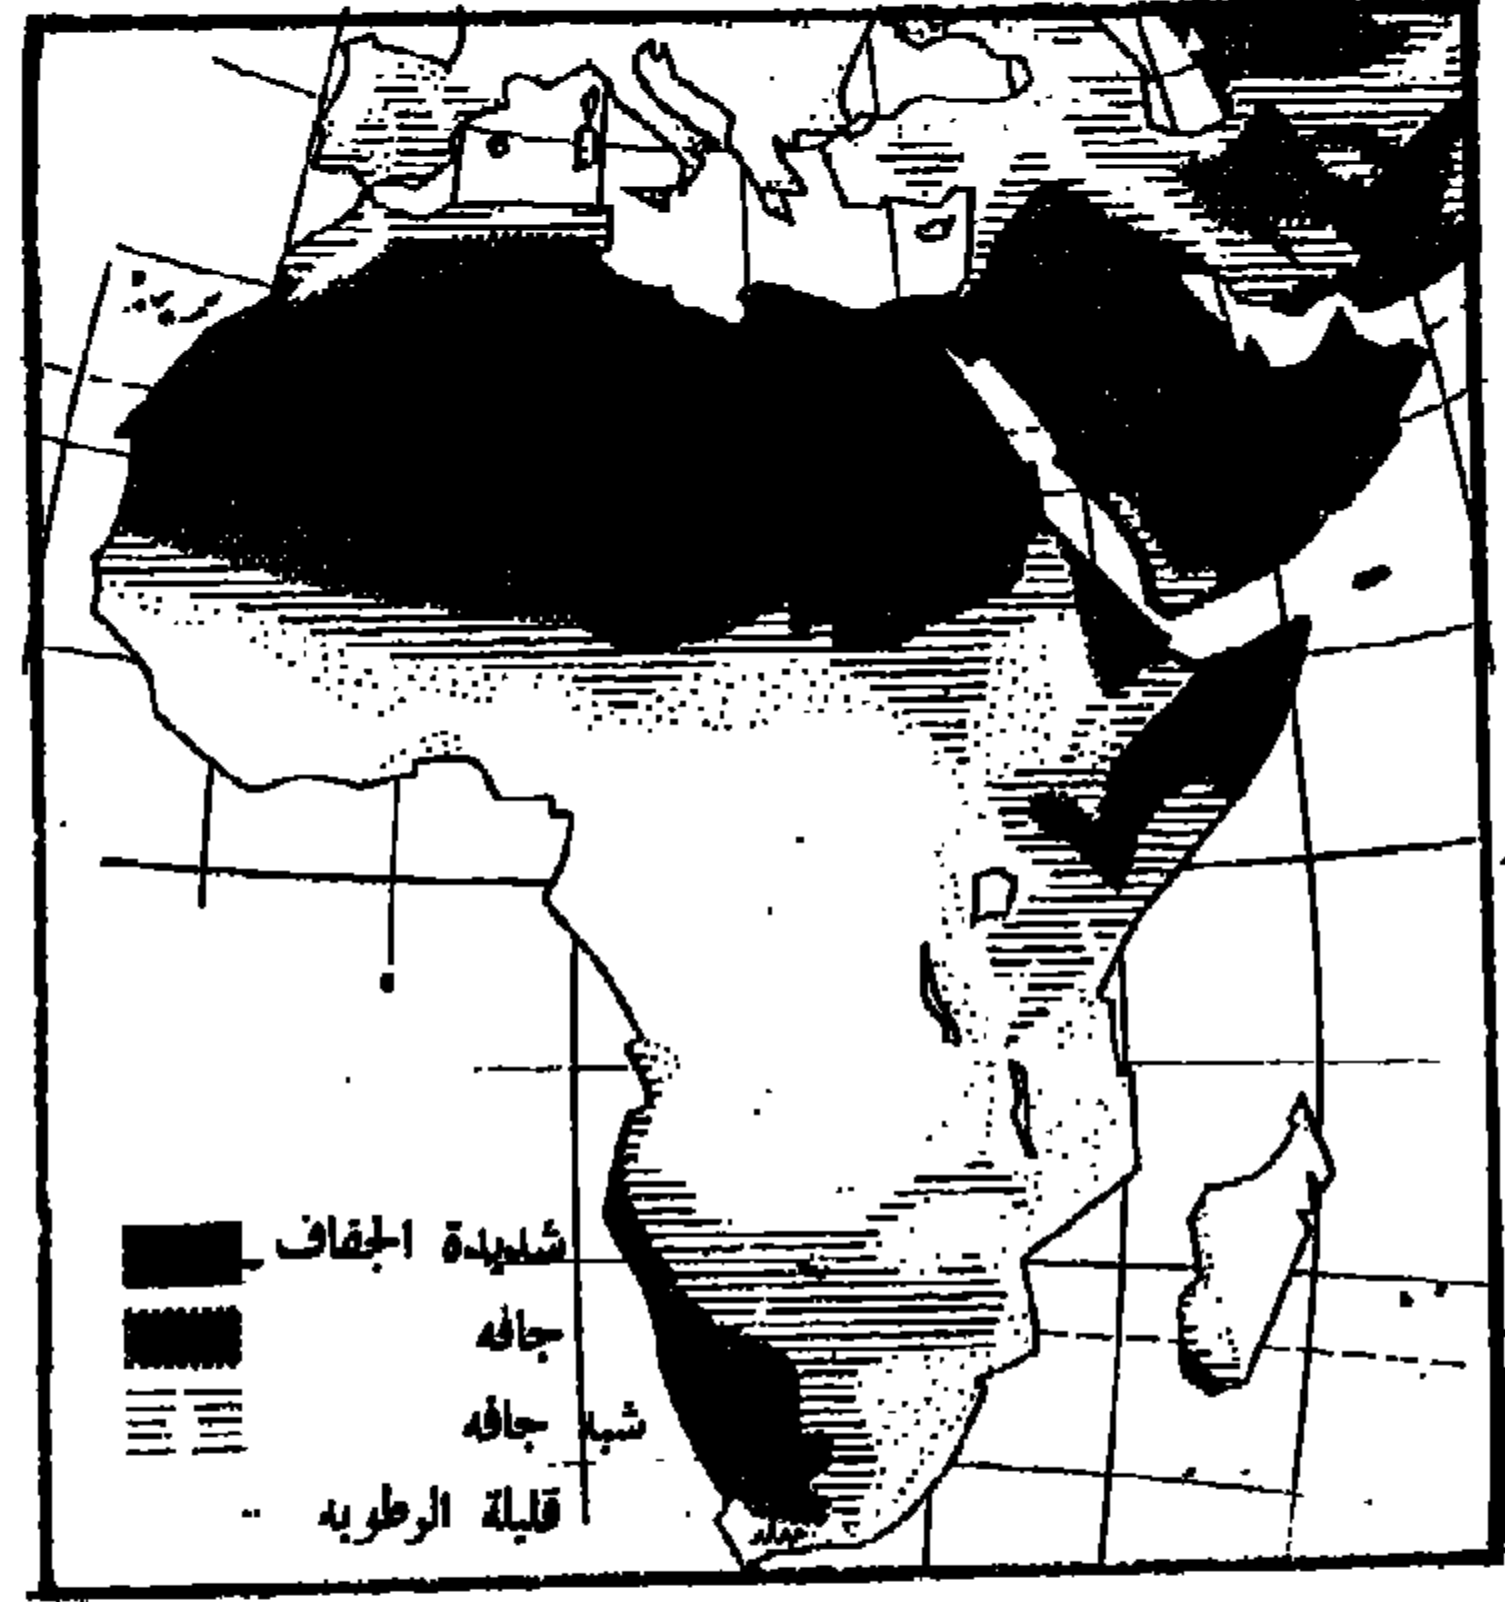 شديدة الجفاف
جافه
شبه جافه
قليلة الرطوبه